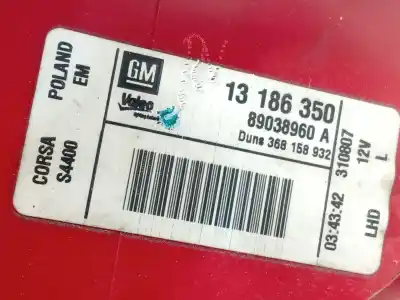 CORSA POLAND
S4400 EM
GM
Valeo
13 186 350
89038960 A
Duns 368 158 932
310807 12V
03:43:42 LHD L